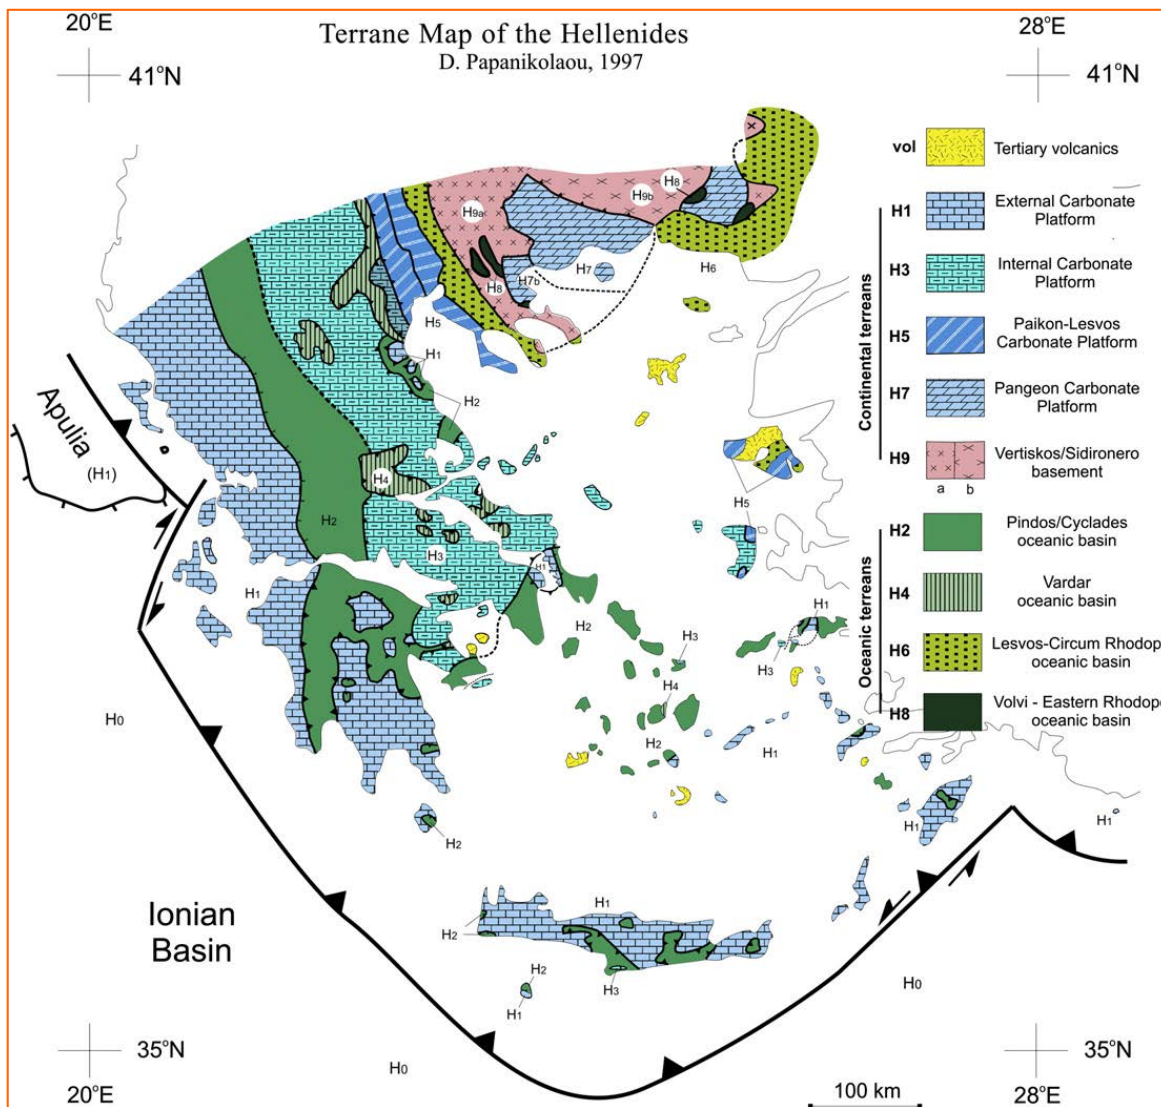 20°E
Terrane Map of the Hellenides
28°E
D. Papanikolaou, 1997
41°N
41°N
vol
Tertiary volcanics
H1
External Carbonate
Platform
H3
Internal Carbonate
Platform
H5
Paikon-Lesvos
Carbonate Platform
H7
Pangeon Carbonate
Platform
H9
Vertiskos/Sidironero
basement
a b
Continental terreans
H2
Pindos/Cyclades
oceanic basin
H4
Vardar
oceanic basin
H6
Lesvos-Circum Rhodop
oceanic basin
H8
Volvi - Eastern Rhodop
oceanic basin
Oceanic terreans
H8
H9b
H9a
H7
H6
H7b
H8
H5
H1
H2
Apulia
(H1)
H4
H5
H2
H3
H1
H1
H1
H2
H3
H3
H4
H0
H2
H1
H2
H1
H1
Ionian
Basin
H1
H2
H2
H3
H1
H0
H0
35°N
35°N
20°E
28°E
100 km